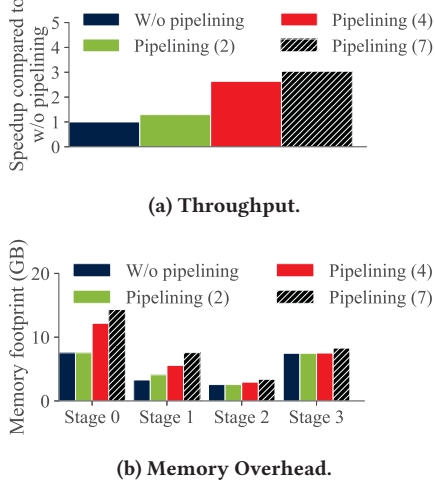 Speedup compared to
w/o pipelining
5
4
3
2
1
0
W/o pipelining
Pipelining (2)
Pipelining (4)
Pipelining (7)
(a) Throughput.
Memory footprint (GB)
20
10
0
W/o pipelining
Pipelining (2)
Pipelining (4)
Pipelining (7)
Stage 0 Stage 1 Stage 2 Stage 3
(b) Memory Overhead.